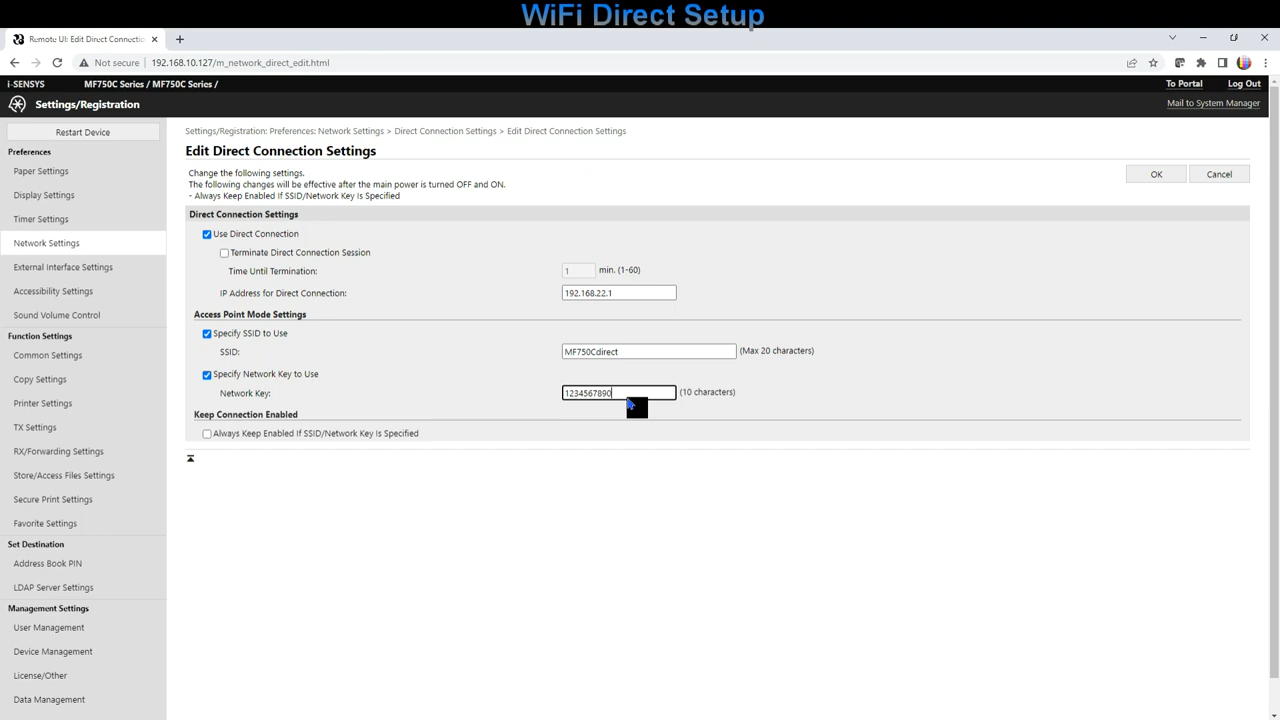 WiFi Direct Setup
Remote UI: Edit Direct Connectio
Not secure 192.168.10.127/m_network_direct_edit.html
i-SENSYS MF750C Series / MF750C Series / To Portal Log Out
Settings/Registration Mail to System Manager
Restart Device
Preferences
Paper Settings
Display Settings
Timer Settings
Network Settings
External Interface Settings
Accessibility Settings
Sound Volume Control
Function Settings
Common Settings
Copy Settings
Printer Settings
TX Settings
RX/Forwarding Settings
Store/Access Files Settings
Secure Print Settings
Favorite Settings
Set Destination
Address Book PIN
LDAP Server Settings
Management Settings
User Management
Device Management
License/Other
Data Management
Settings/Registration: Preferences: Network Settings > Direct Connection Settings > Edit Direct Connection Settings
Edit Direct Connection Settings
Change the following settings.
The following changes will be effective after the main power is turned OFF and ON.
- Always Keep Enabled If SSID/Network Key Is Specified
OK Cancel
Direct Connection Settings
Use Direct Connection
Terminate Direct Connection Session
Time Until Termination: 1 min. (1-60)
IP Address for Direct Connection: 192.168.22.1
Access Point Mode Settings
Specify SSID to Use
SSID: MF750Cdirect (Max 20 characters)
Specify Network Key to Use
Network Key: 1234567890 (10 characters)
Keep Connection Enabled
Always Keep Enabled If SSID/Network Key Is Specified